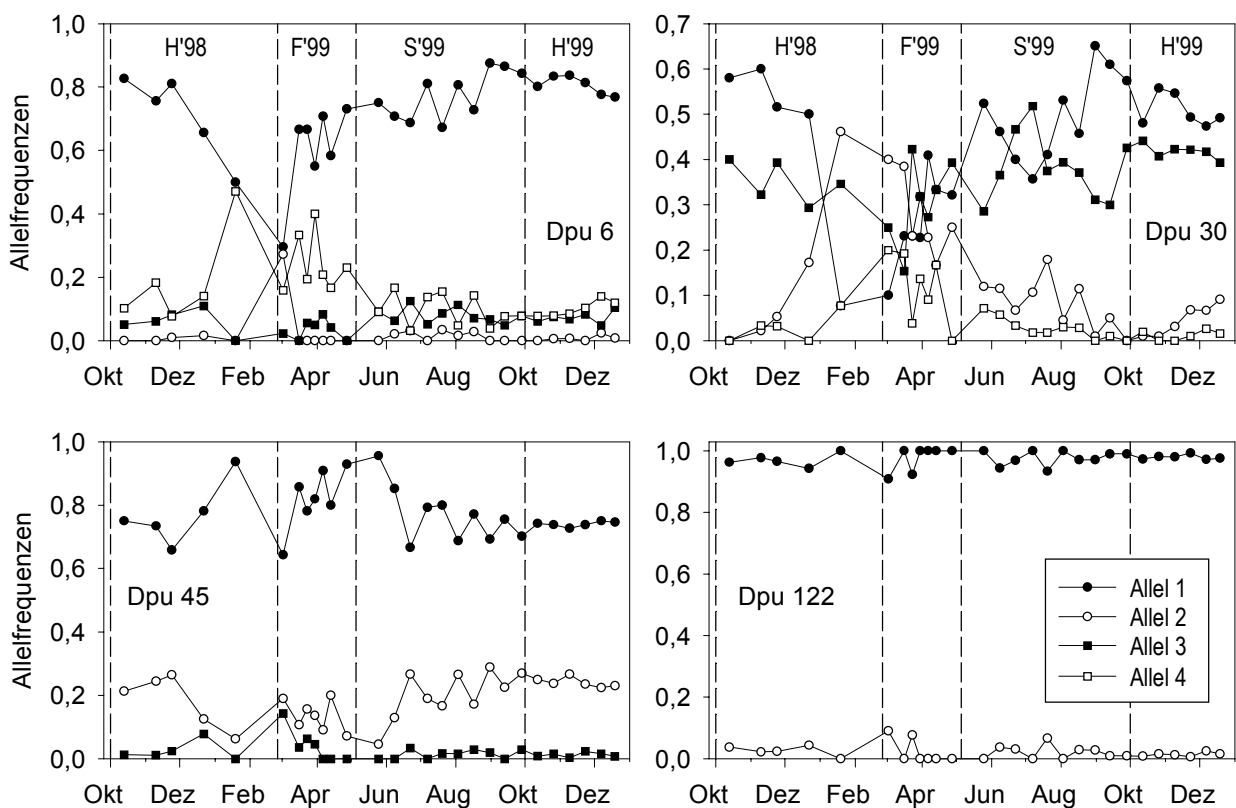 1,0
0,8
0,6
0,4
0,2
0,0
Allelfrequenzen
H'98 F'99 S'99 H'99
Dpu 6
Okt Dez Feb Apr Jun Aug Okt Dez
0,7
0,6
0,5
0,4
0,3
0,2
0,1
0,0
H'98 F'99 S'99 H'99
Dpu 30
Okt Dez Feb Apr Jun Aug Okt Dez
1,0
0,8
0,6
0,4
0,2
0,0
Allelfrequenzen
Dpu 45
Okt Dez Feb Apr Jun Aug Okt Dez
1,0
0,8
0,6
0,4
0,2
0,0
Dpu 122
Allel 1
Allel 2
Allel 3
Allel 4
Okt Dez Feb Apr Jun Aug Okt Dez